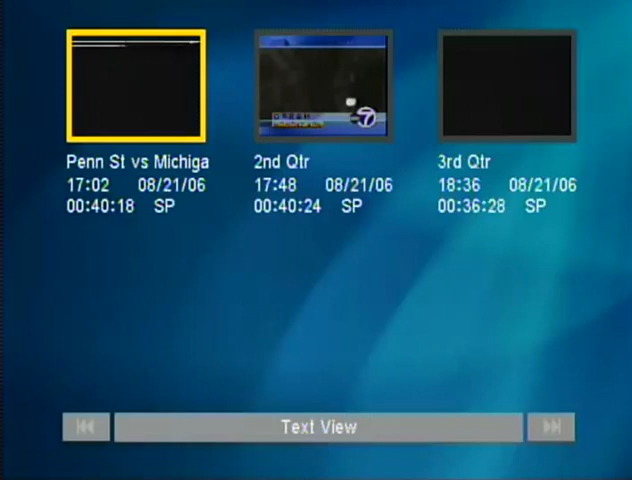 Penn St vs Michiga
17:02 08/21/06
00:40:18 SP
2nd Qtr
17:48 08/21/06
00:40:24 SP
3rd Qtr
18:36 08/21/06
00:36:28 SP
7
Text View